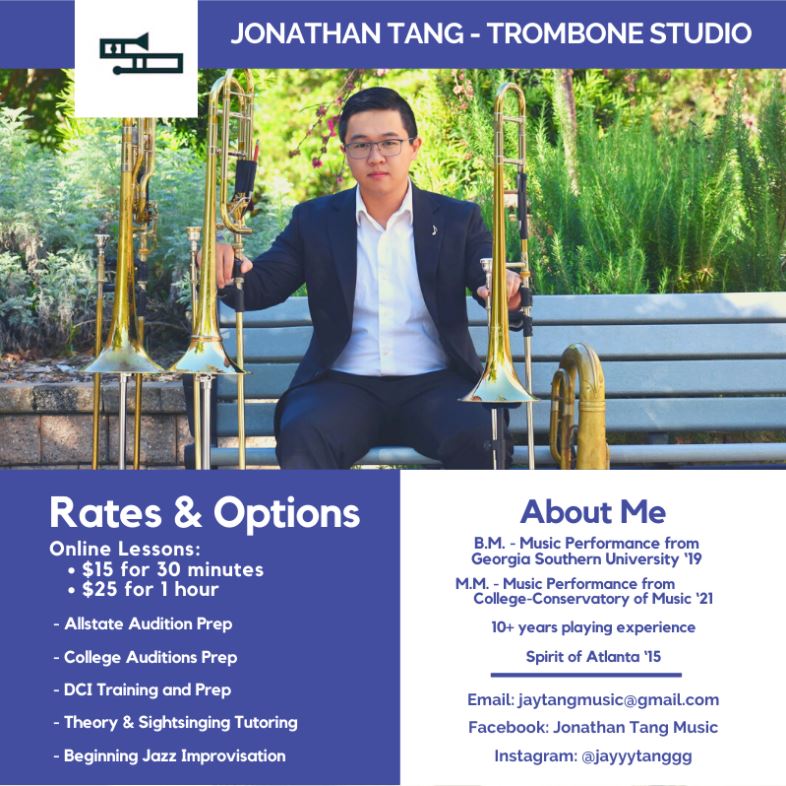 JONATHAN TANG - TROMBONE STUDIO
Rates & Options
Online Lessons:
• $15 for 30 minutes
• $25 for 1 hour
- Allstate Audition Prep
- College Auditions Prep
- DCI Training and Prep
- Theory & Sightsinging Tutoring
- Beginning Jazz Improvisation
About Me
B.M. - Music Performance from
Georgia Southern University '19
M.M. - Music Performance from
College-Conservatory of Music '21
10+ years playing experience
Spirit of Atlanta '15
Email: jaytangmusic@gmail.com
Facebook: Jonathan Tang Music
Instagram: @jayyytanggg